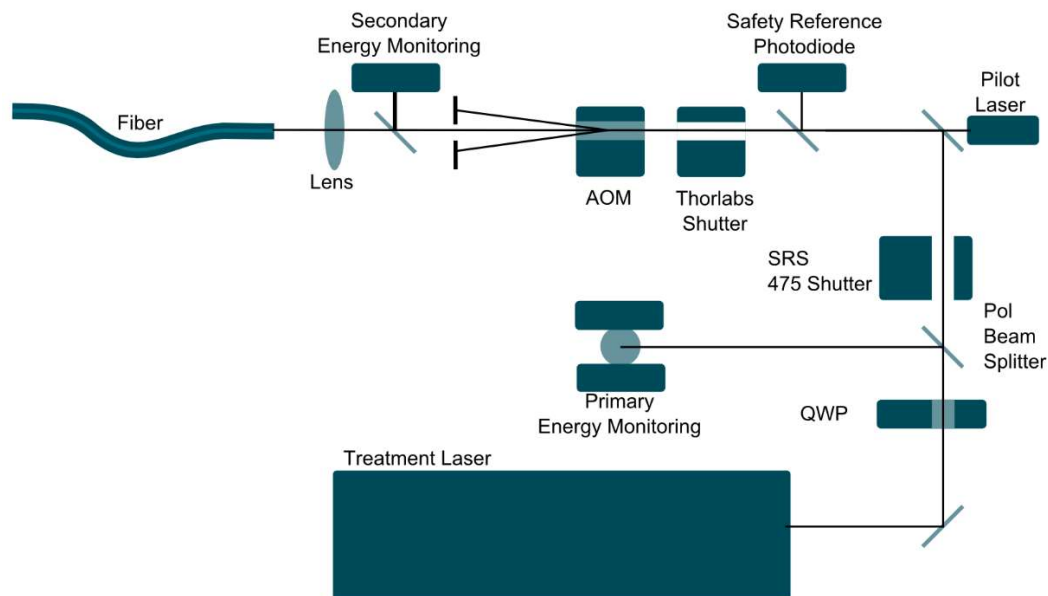 Secondary
Energy Monitoring
Safety Reference
Photodiode
Pilot
Laser
Fiber
Lens
AOM
Thorlabs
Shutter
SRS
475 Shutter
Pol
Beam
Splitter
Primary
Energy Monitoring
QWP
Treatment Laser